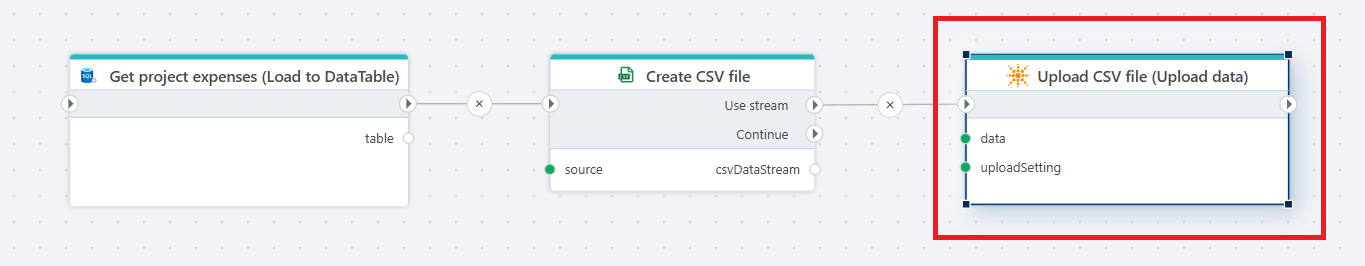 Get project expenses (Load to DataTable)
table
Create CSV file
Use stream
Continue
source
csvDataStream
Upload CSV file (Upload data)
data
uploadSetting